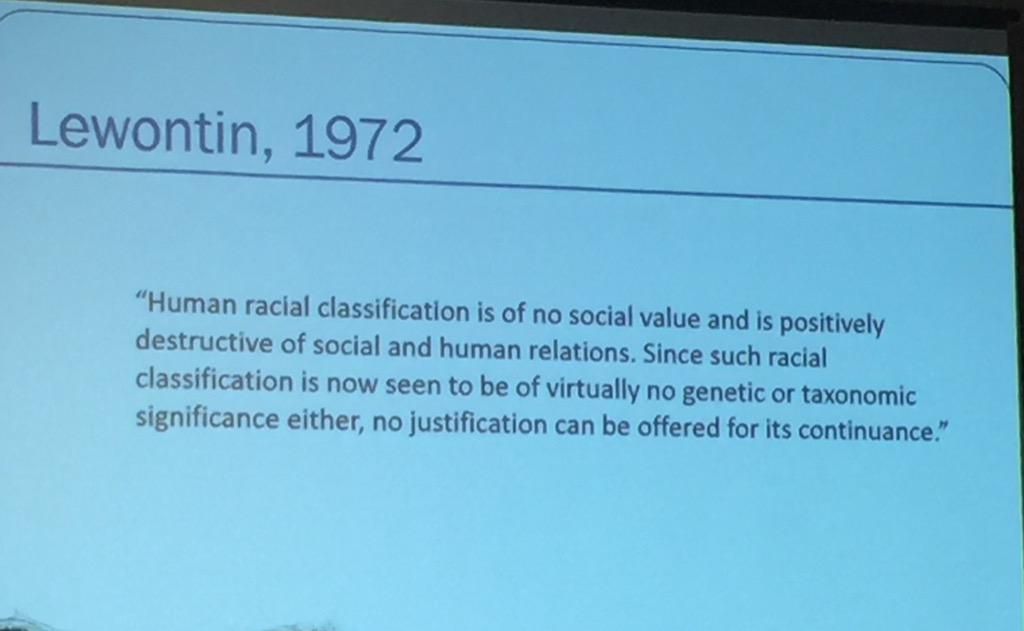 Lewontin, 1972
“Human racial classification is of no social value and is positively
destructive of social and human relations. Since such racial
classification is now seen to be of virtually no genetic or taxonomic
significance either, no justification can be offered for its continuance.”